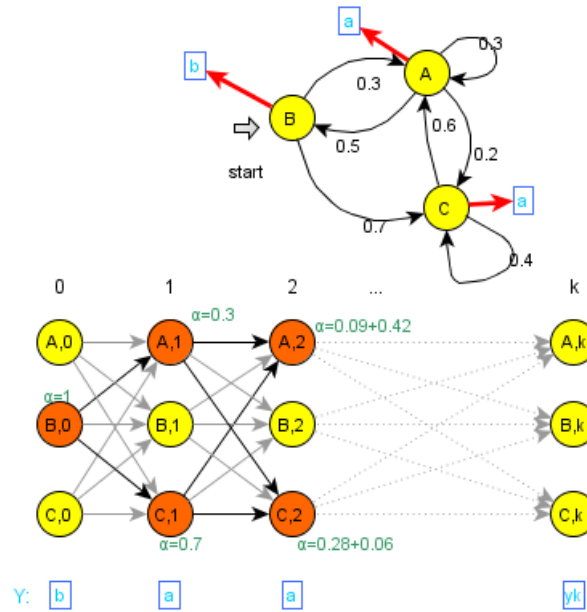 a
0.3
b
A
0.3
B
0.6
0.5
0.2
start
C
a
0.7
0.4
0 1 2 ... k
α=0.3
α=0.09+0.42
A,0 A,1 A,2 A,k
α=1
B,0 B,1 B,2 B,k
C,0 C,1 C,2 C,k
α=0.7 α=0.28+0.06
Y: b a a yk